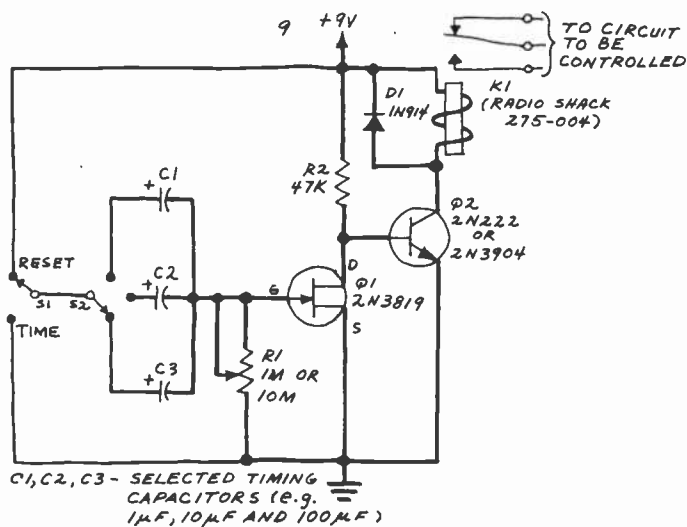 9
+9V
TO CIRCUIT
TO BE
CONTROLLED
D1
1N914
K1
(RADIO SHACK
275-004)
R2
47K
+ C1
Q2
2N222
OR
2N3904
RESET
+ C2
S1
S2
G
D
Q1
2N3819
S
TIME
+ C3
R1
1M OR
10M
C1, C2, C3 - SELECTED TIMING
CAPACITORS (e.g.
1µF, 10µF AND 100µF)